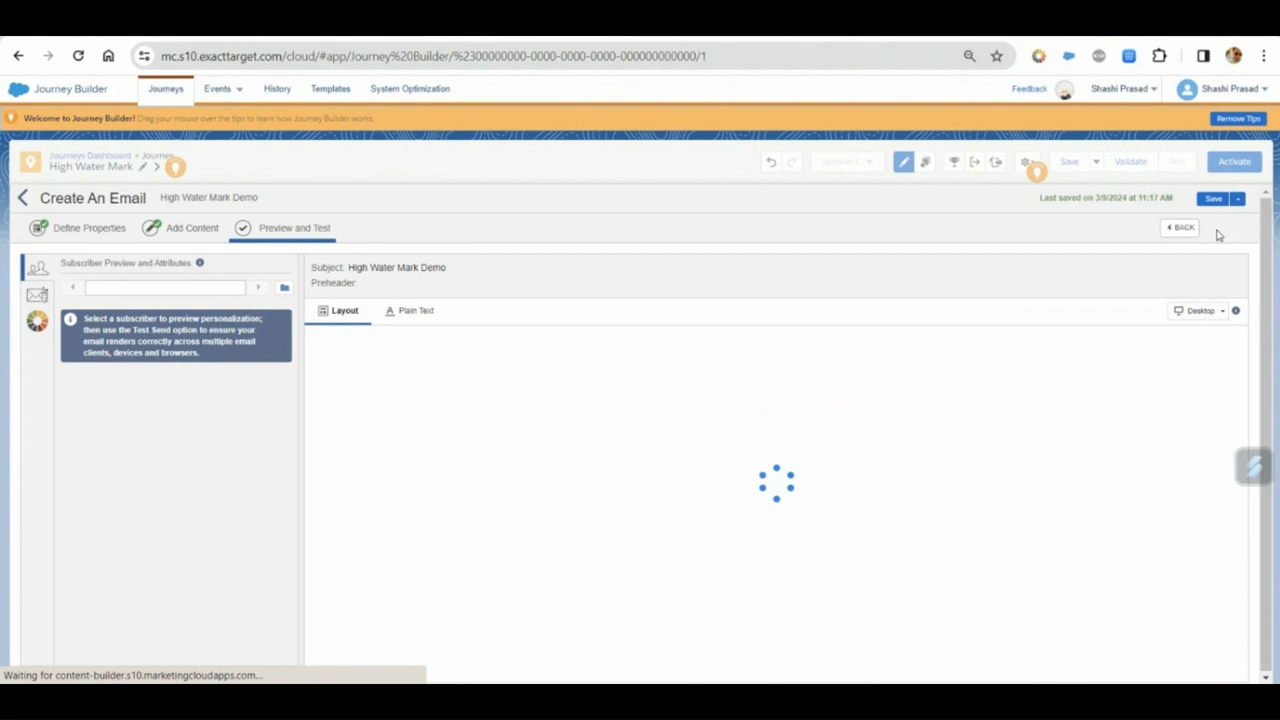 mc.s10.exacttarget.com/cloud/#app/Journey%20Builder/%2300000000-0000-0000-0000-000000000000/1
Journey Builder Journeys Events History Templates System Optimization Feedback Shashi Prasad Shashi Prasad
Welcome to Journey Builder! Drag your mouse over the tips to learn how Journey Builder works. Remove Tips
Journeys Dashboard > Journey
High Water Mark Save Validate Activate
Create An Email High Water Mark Demo Last saved on 3/9/2024 at 11:17 AM Save
Define Properties Add Content Preview and Test BACK
Subscriber Preview and Attributes
Subject: High Water Mark Demo
Preheader:
Layout Plain Text Desktop
Select a subscriber to preview personalization;
then use the Test Send option to ensure your
email renders correctly across multiple email
clients, devices and browsers.
Waiting for content-builder.s10.marketingcloudapps.com...